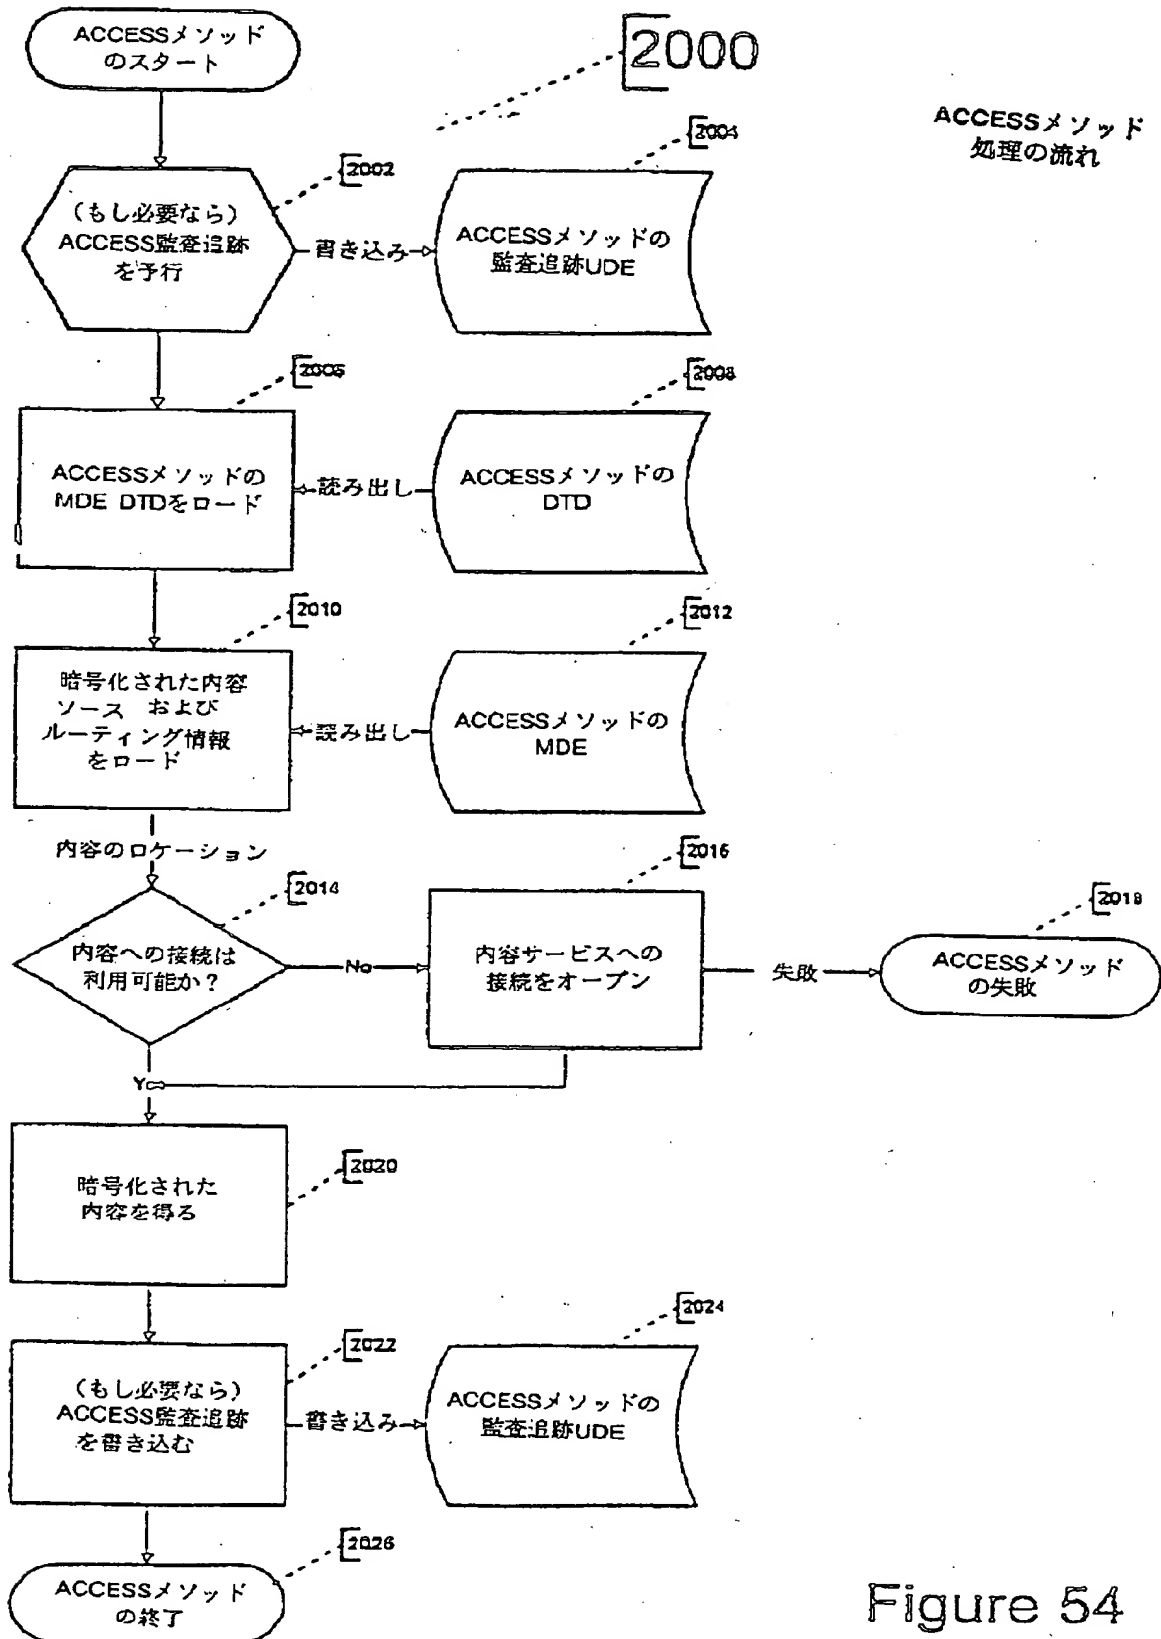 ACCESSメソッド
のスタート
2000
ACCESSメソッド
処理の流れ
2002
2004
(もし必要なら)
ACCESS監査追跡
を予行
書き込み
ACCESSメソッドの
監査追跡UDE
2006
2008
ACCESSメソッドの
MDE DTDをロード
読み出し
ACCESSメソッドの
DTD
2010
2012
暗号化された内容
ソース および
ルーティング情報
をロード
読み出し
ACCESSメソッドの
MDE
内容のロケーション
2014
2016
2018
内容への接続は
利用可能か?
No
内容サービスへの
接続をオープン
失敗
ACCESSメソッド
の失敗
Y
2020
暗号化された
内容を得る
2022
2024
(もし必要なら)
ACCESS監査追跡
を書き込む
書き込み
ACCESSメソッドの
監査追跡UDE
2026
ACCESSメソッド
の終了
Figure 54